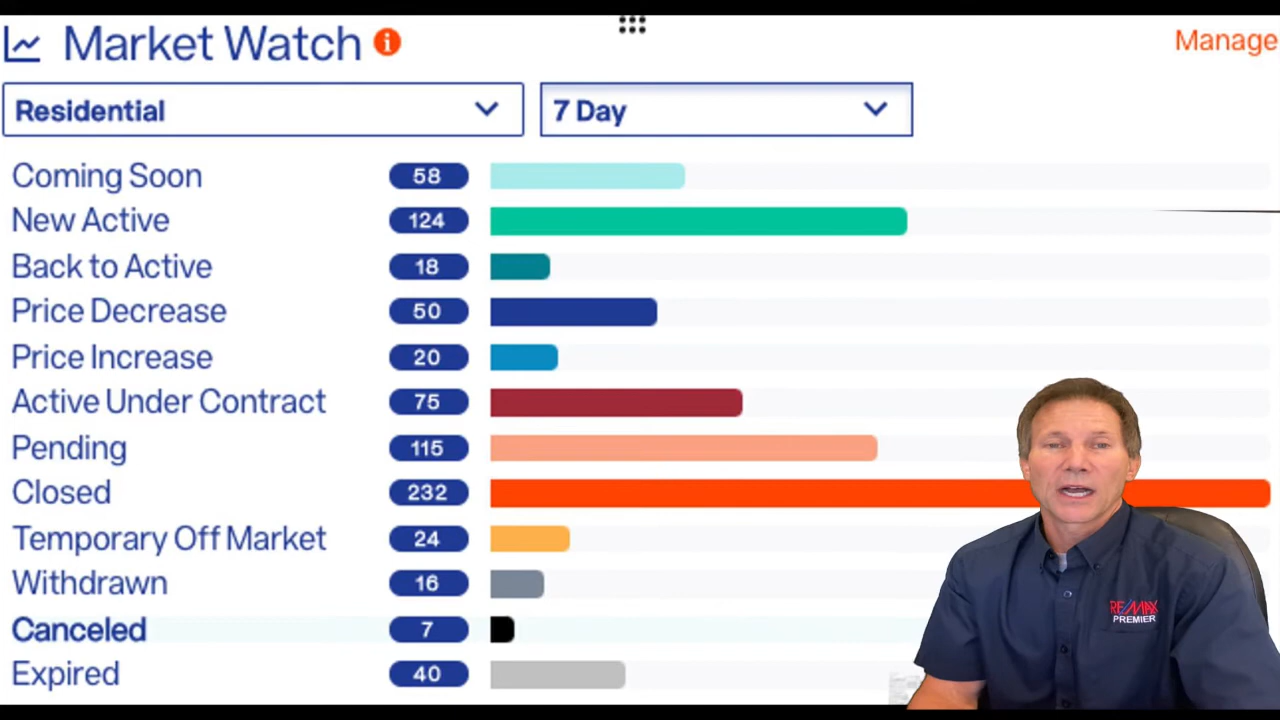 Market Watch
Manage
Residential
7 Day
Coming Soon 58
New Active 124
Back to Active 18
Price Decrease 50
Price Increase 20
Active Under Contract 75
Pending 115
Closed 232
Temporary Off Market 24
Withdrawn 16
Canceled 7
Expired 40
RE/MAX
PREMIER